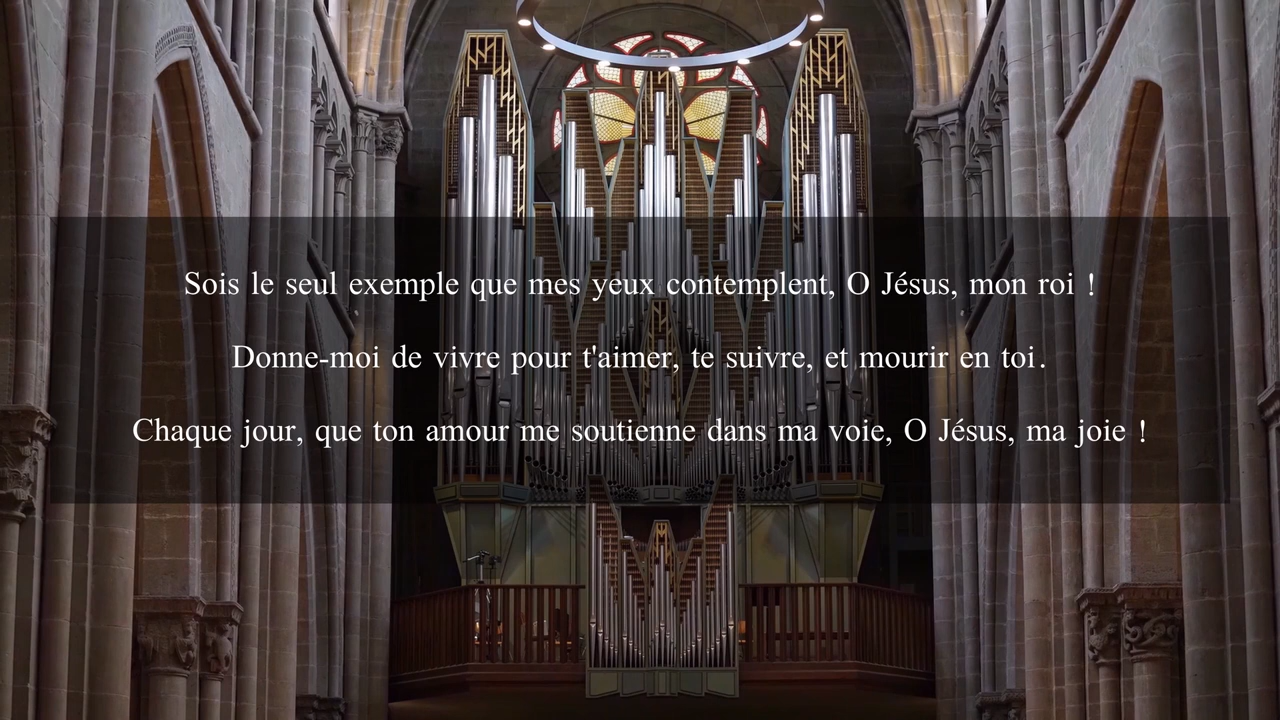 Sois le seul exemple que mes yeux contemplent, O Jésus, mon roi !
Donne-moi de vivre pour t'aimer, te suivre, et mourir en toi.
Chaque jour, que ton amour me soutienne dans ma voie, O Jésus, ma joie !